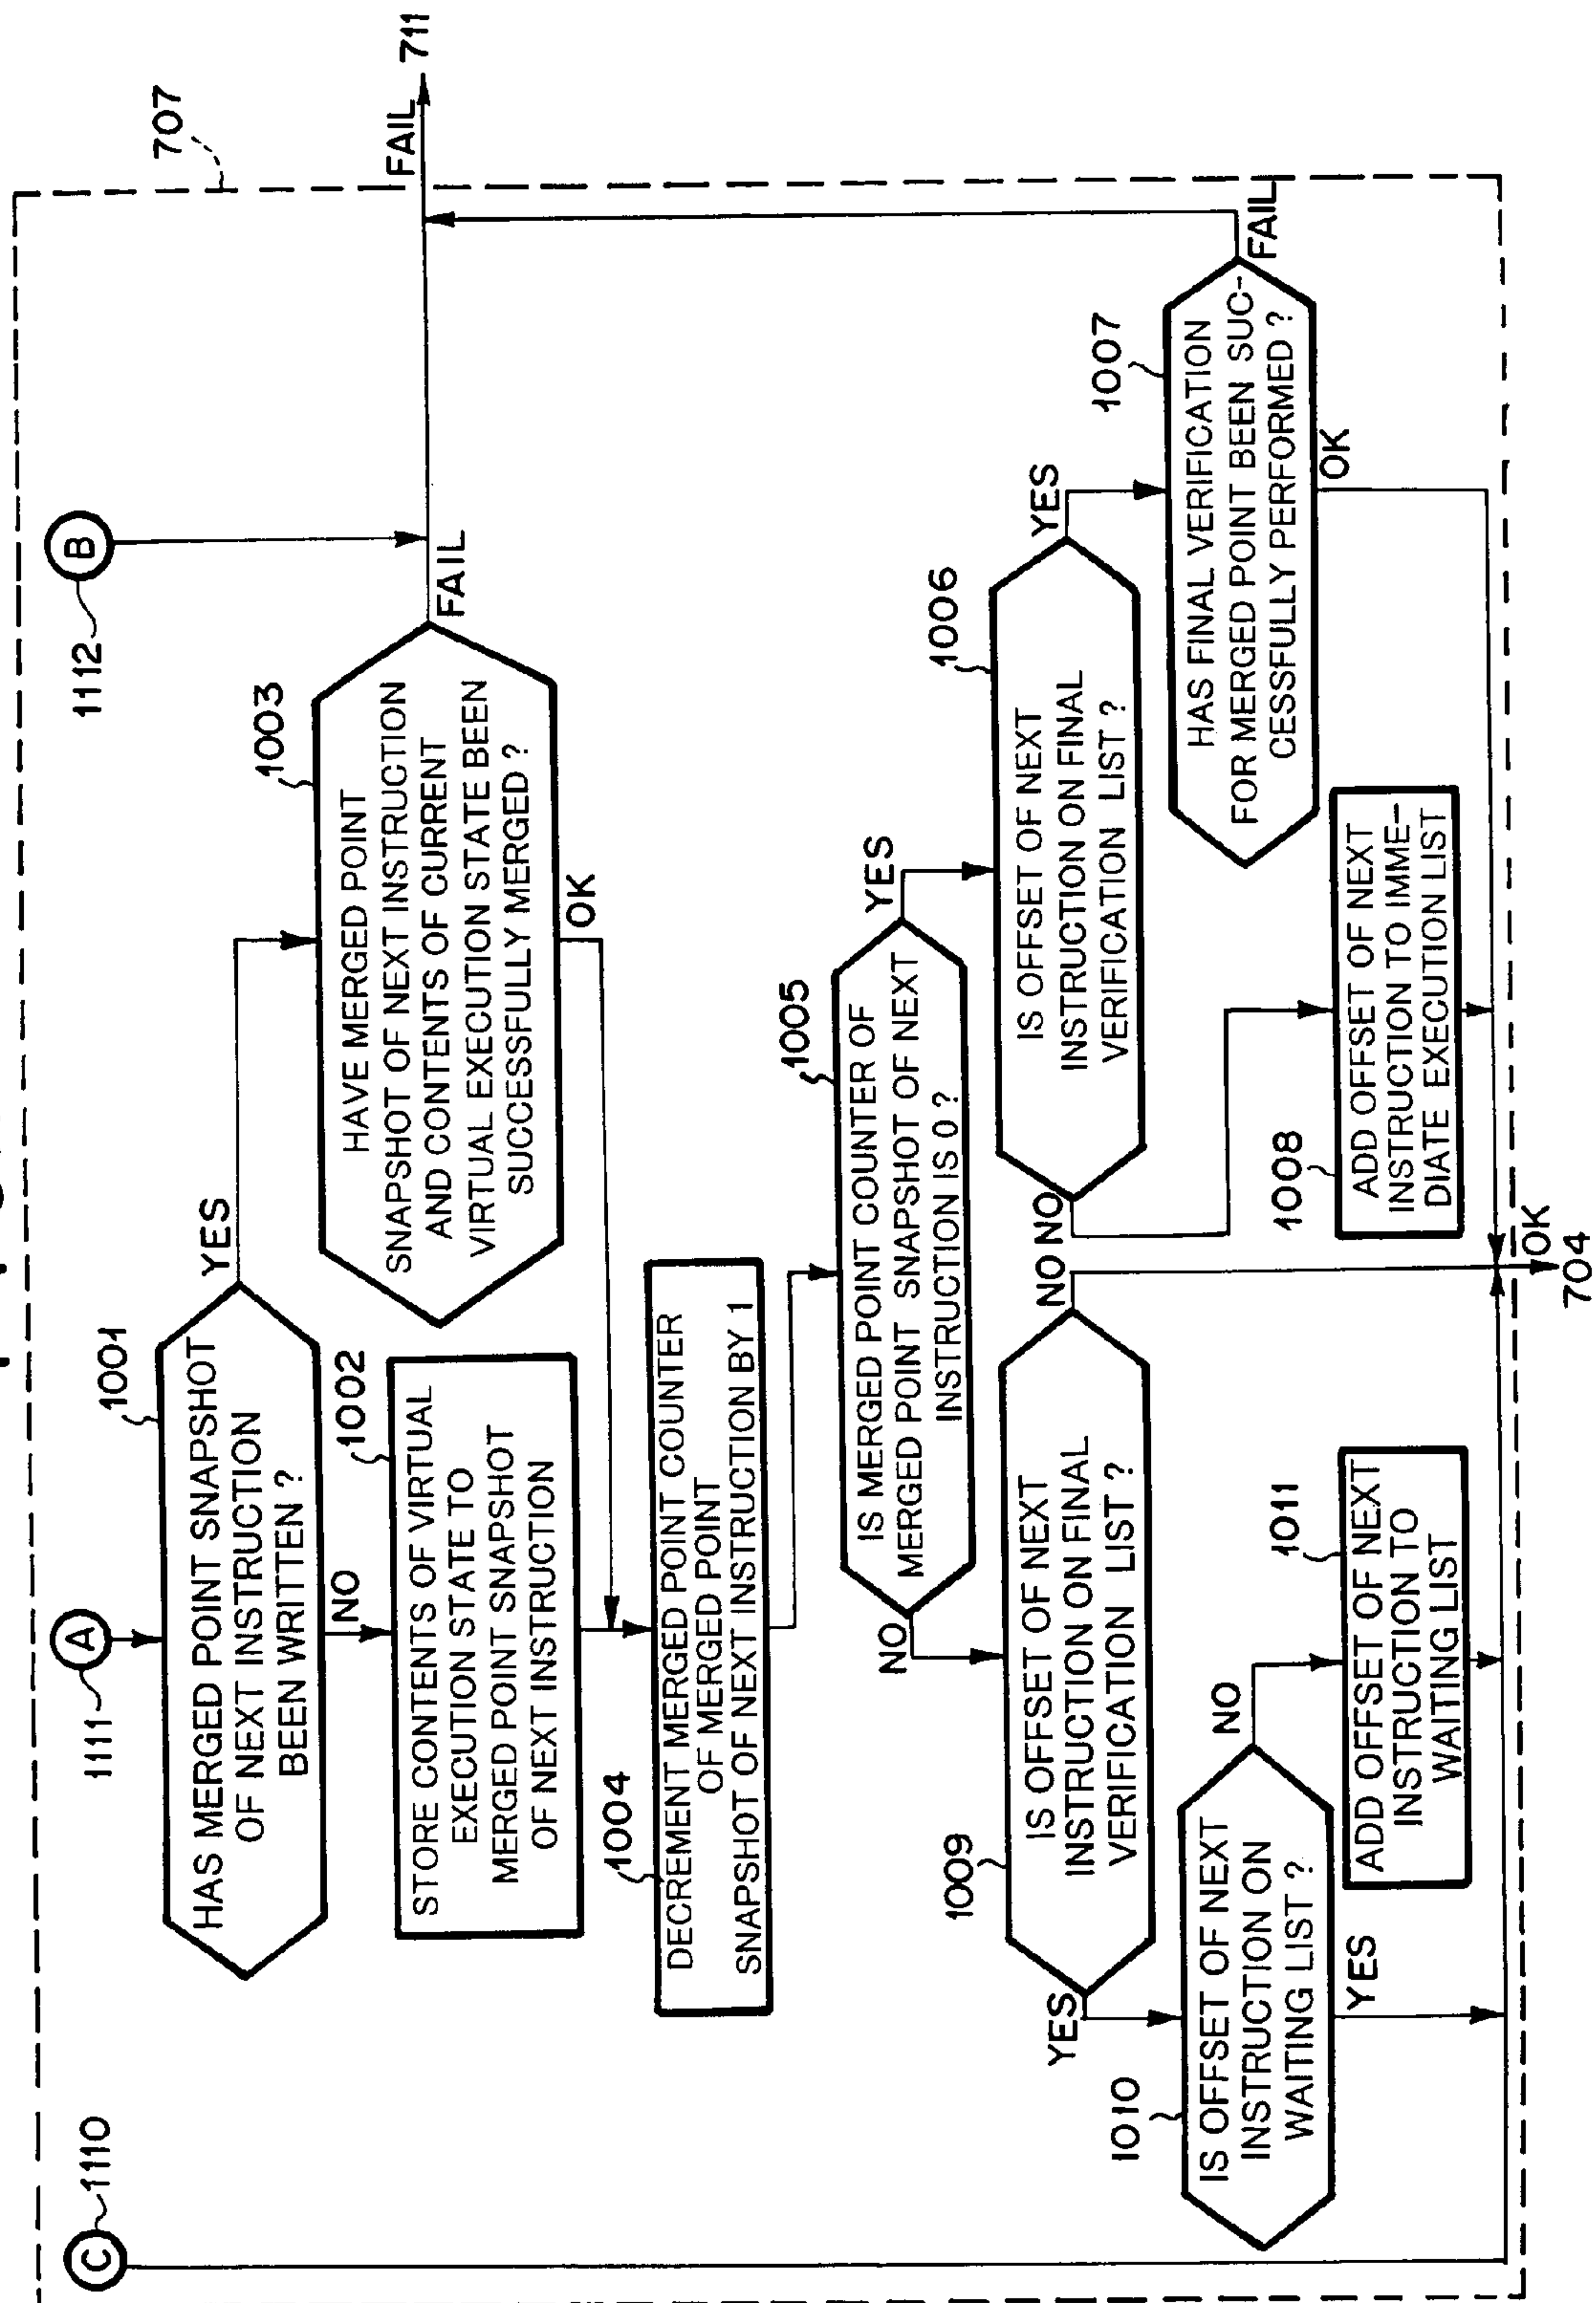 1110
C
1111
A
1112
B
707
1001
HAS MERGED POINT SNAPSHOT
OF NEXT INSTRUCTION
BEEN WRITTEN ?
YES
NO
1002
STORE CONTENTS OF VIRTUAL
EXECUTION STATE TO
MERGED POINT SNAPSHOT
OF NEXT INSTRUCTION
1003
HAVE MERGED POINT
SNAPSHOT OF NEXT INSTRUCTION
AND CONTENTS OF CURRENT
VIRTUAL EXECUTION STATE BEEN
SUCCESSFULLY MERGED ?
FAIL
FAIL
711
OK
1004
DECREMENT MERGED POINT COUNTER
OF MERGED POINT
SNAPSHOT OF NEXT INSTRUCTION BY 1
1005
IS MERGED POINT COUNTER OF
MERGED POINT SNAPSHOT OF NEXT
INSTRUCTION IS 0 ?
NO
YES
1009
IS OFFSET OF NEXT
INSTRUCTION ON FINAL
VERIFICATION LIST ?
YES
NO
1006
IS OFFSET OF NEXT
INSTRUCTION ON FINAL
VERIFICATION LIST ?
NO
YES
1010
IS OFFSET OF NEXT
INSTRUCTION ON
WAITING LIST ?
YES
NO
1011
ADD OFFSET OF NEXT
INSTRUCTION TO
WAITING LIST
1008
ADD OFFSET OF NEXT
INSTRUCTION TO IMME-
DIATE EXECUTION LIST
1007
HAS FINAL VERIFICATION
FOR MERGED POINT BEEN SUC-
CESSFULLY PERFORMED ?
FAIL
OK
OK
704